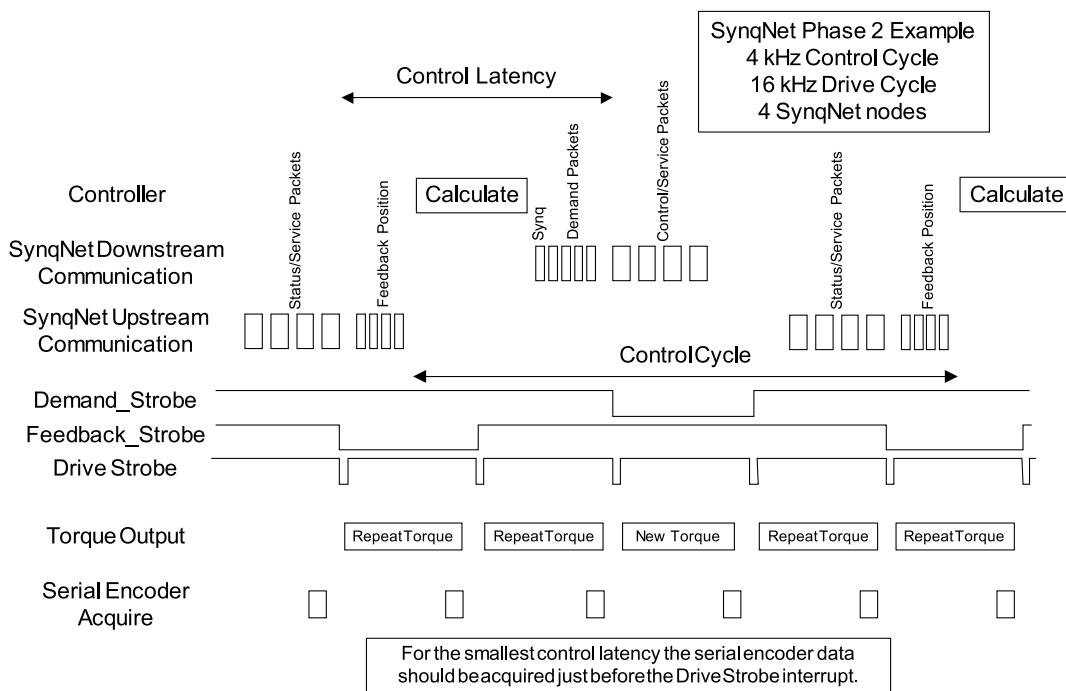 SynqNet Phase 2 Example
4 kHz Control Cycle
16 kHz Drive Cycle
4 SynqNet nodes
Control Latency
Controller
Status/Service Packets
Feedback Position
Calculate
Synq
Demand Packets
Control/Service Packets
Status/Service Packets
Feedback Position
Calculate
SynqNet Downstream
Communication
SynqNet Upstream
Communication
Control Cycle
Demand_Strobe
Feedback_Strobe
Drive Strobe
Torque Output
Repeat Torque
Repeat Torque
New Torque
Repeat Torque
Repeat Torque
Serial Encoder
Acquire
For the smallest control latency the serial encoder data
should be acquired just before the Drive Strobe interrupt.